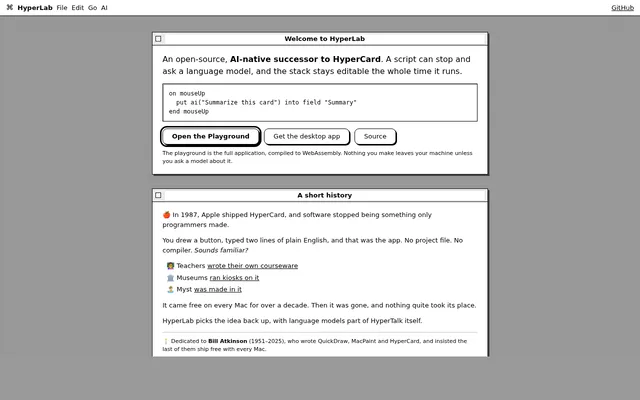 ⌘ HyperLab File Edit Go AI GitHub
Welcome to HyperLab
An open-source, AI-native successor to HyperCard. A script can stop and
ask a language model, and the stack stays editable the whole time it runs.
on mouseUp
  put ai("Summarize this card") into field "Summary"
end mouseUp
Open the Playground Get the desktop app Source
The playground is the full application, compiled to WebAssembly. Nothing you make leaves your machine unless
you ask a model about it.
A short history
In 1987, Apple shipped HyperCard, and software stopped being something only
programmers made.
You drew a button, typed two lines of plain English, and that was the app. No project file. No
compiler. Sounds familiar?
Teachers wrote their own courseware
Museums ran kiosks on it
Myst was made in it
It came free on every Mac for over a decade. Then it was gone, and nothing quite took its place.
HyperLab picks the idea back up, with language models part of HyperTalk itself.
Dedicated to Bill Atkinson (1951–2025), who wrote QuickDraw, MacPaint and HyperCard, and insisted the
last of them ship free with every Mac.